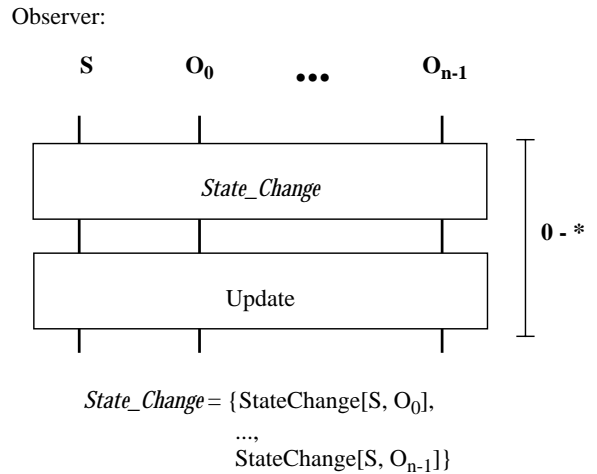 Observer:
S O₀ ••• Oₙ₋₁
State_Change
0 - *
Update
State_Change = {StateChange[S, O₀],
...,
StateChange[S, Oₙ₋₁]}